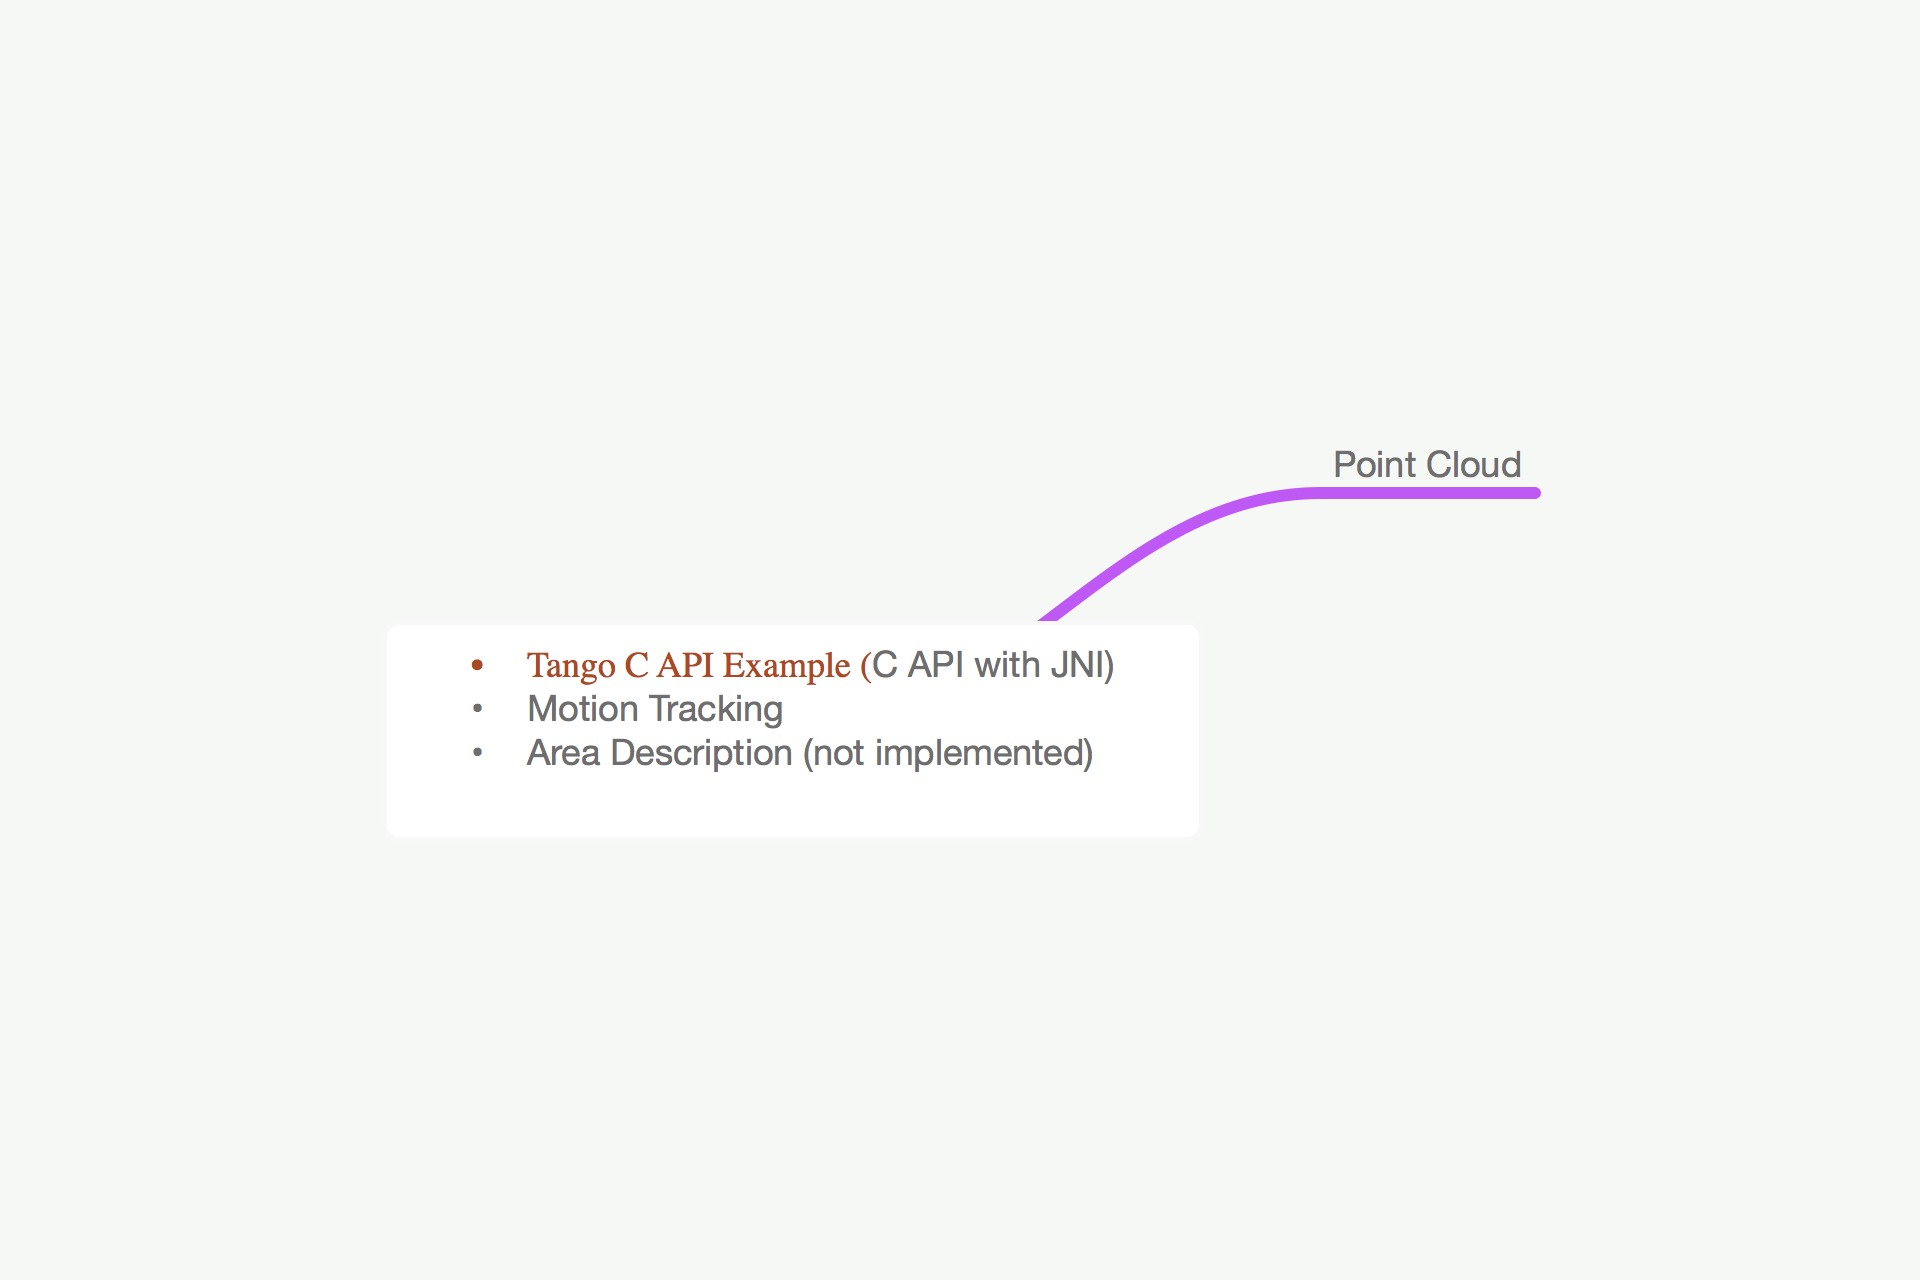 Point Cloud
• Tango C API Example (C API with JNI)
• Motion Tracking
• Area Description (not implemented)